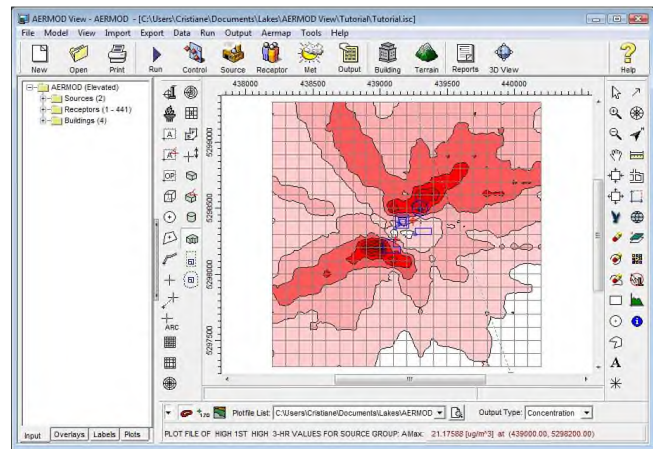 AERMOD View - AERMOD - [C:\Users\Cristiane\Documents\Lakes\AERMOD View\Tutorial\Tutorial.isc]
File Model View Import Export Data Run Output Aermap Tools Help
New Open Print Run Control Source Receptor Met Output Building Terrain Reports 3D View Help
AERMOD (Elevated)
Sources (2)
Receptors (1 - 441)
Buildings (4)
438000 438500 439000 439500 440000
5299000
5298500
5298000
5297500
A
A
OP
ARC
A
Plotfile List: C:\Users\Cristiane\Documents\Lakes\AERMOD Output Type: Concentration
Input Overlays Labels Plots
PLOT FILE OF HIGH 1ST HIGH 3-HR VALUES FOR SOURCE GROUP: AMax: 21.17588 [ug/m^3] at (439000.00, 5298200.00)